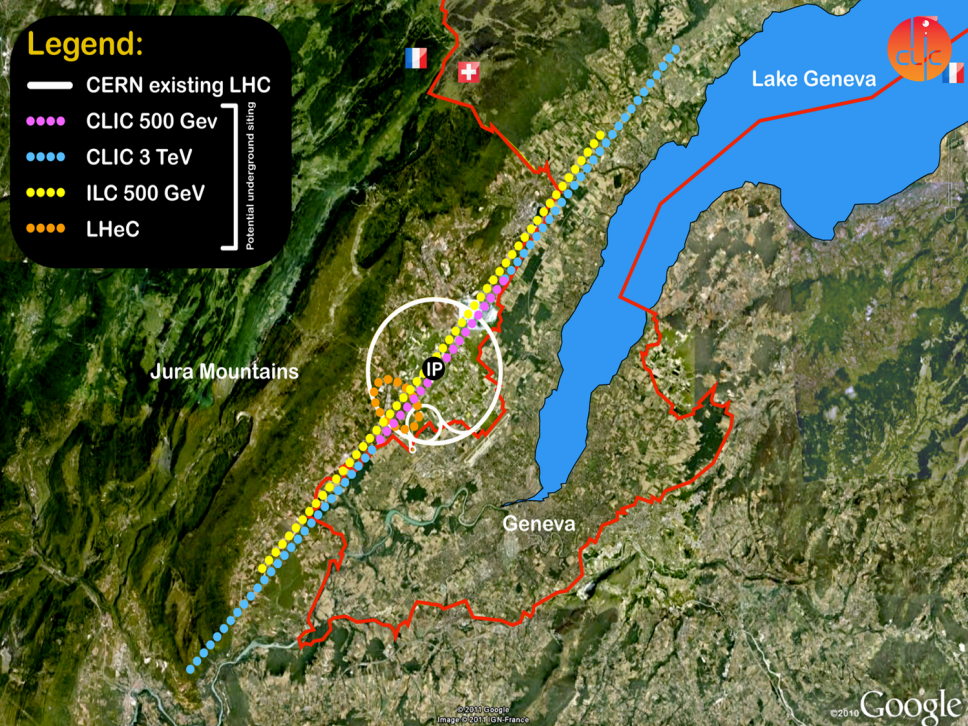 Legend:
CERN existing LHC
CLIC 500 Gev
CLIC 3 TeV
ILC 500 GeV
LHeC
Potential underground siting
clic
Lake Geneva
Jura Mountains
IP
Geneva
©2011 Google
Image © 2011 IGN-France
©2010 Google